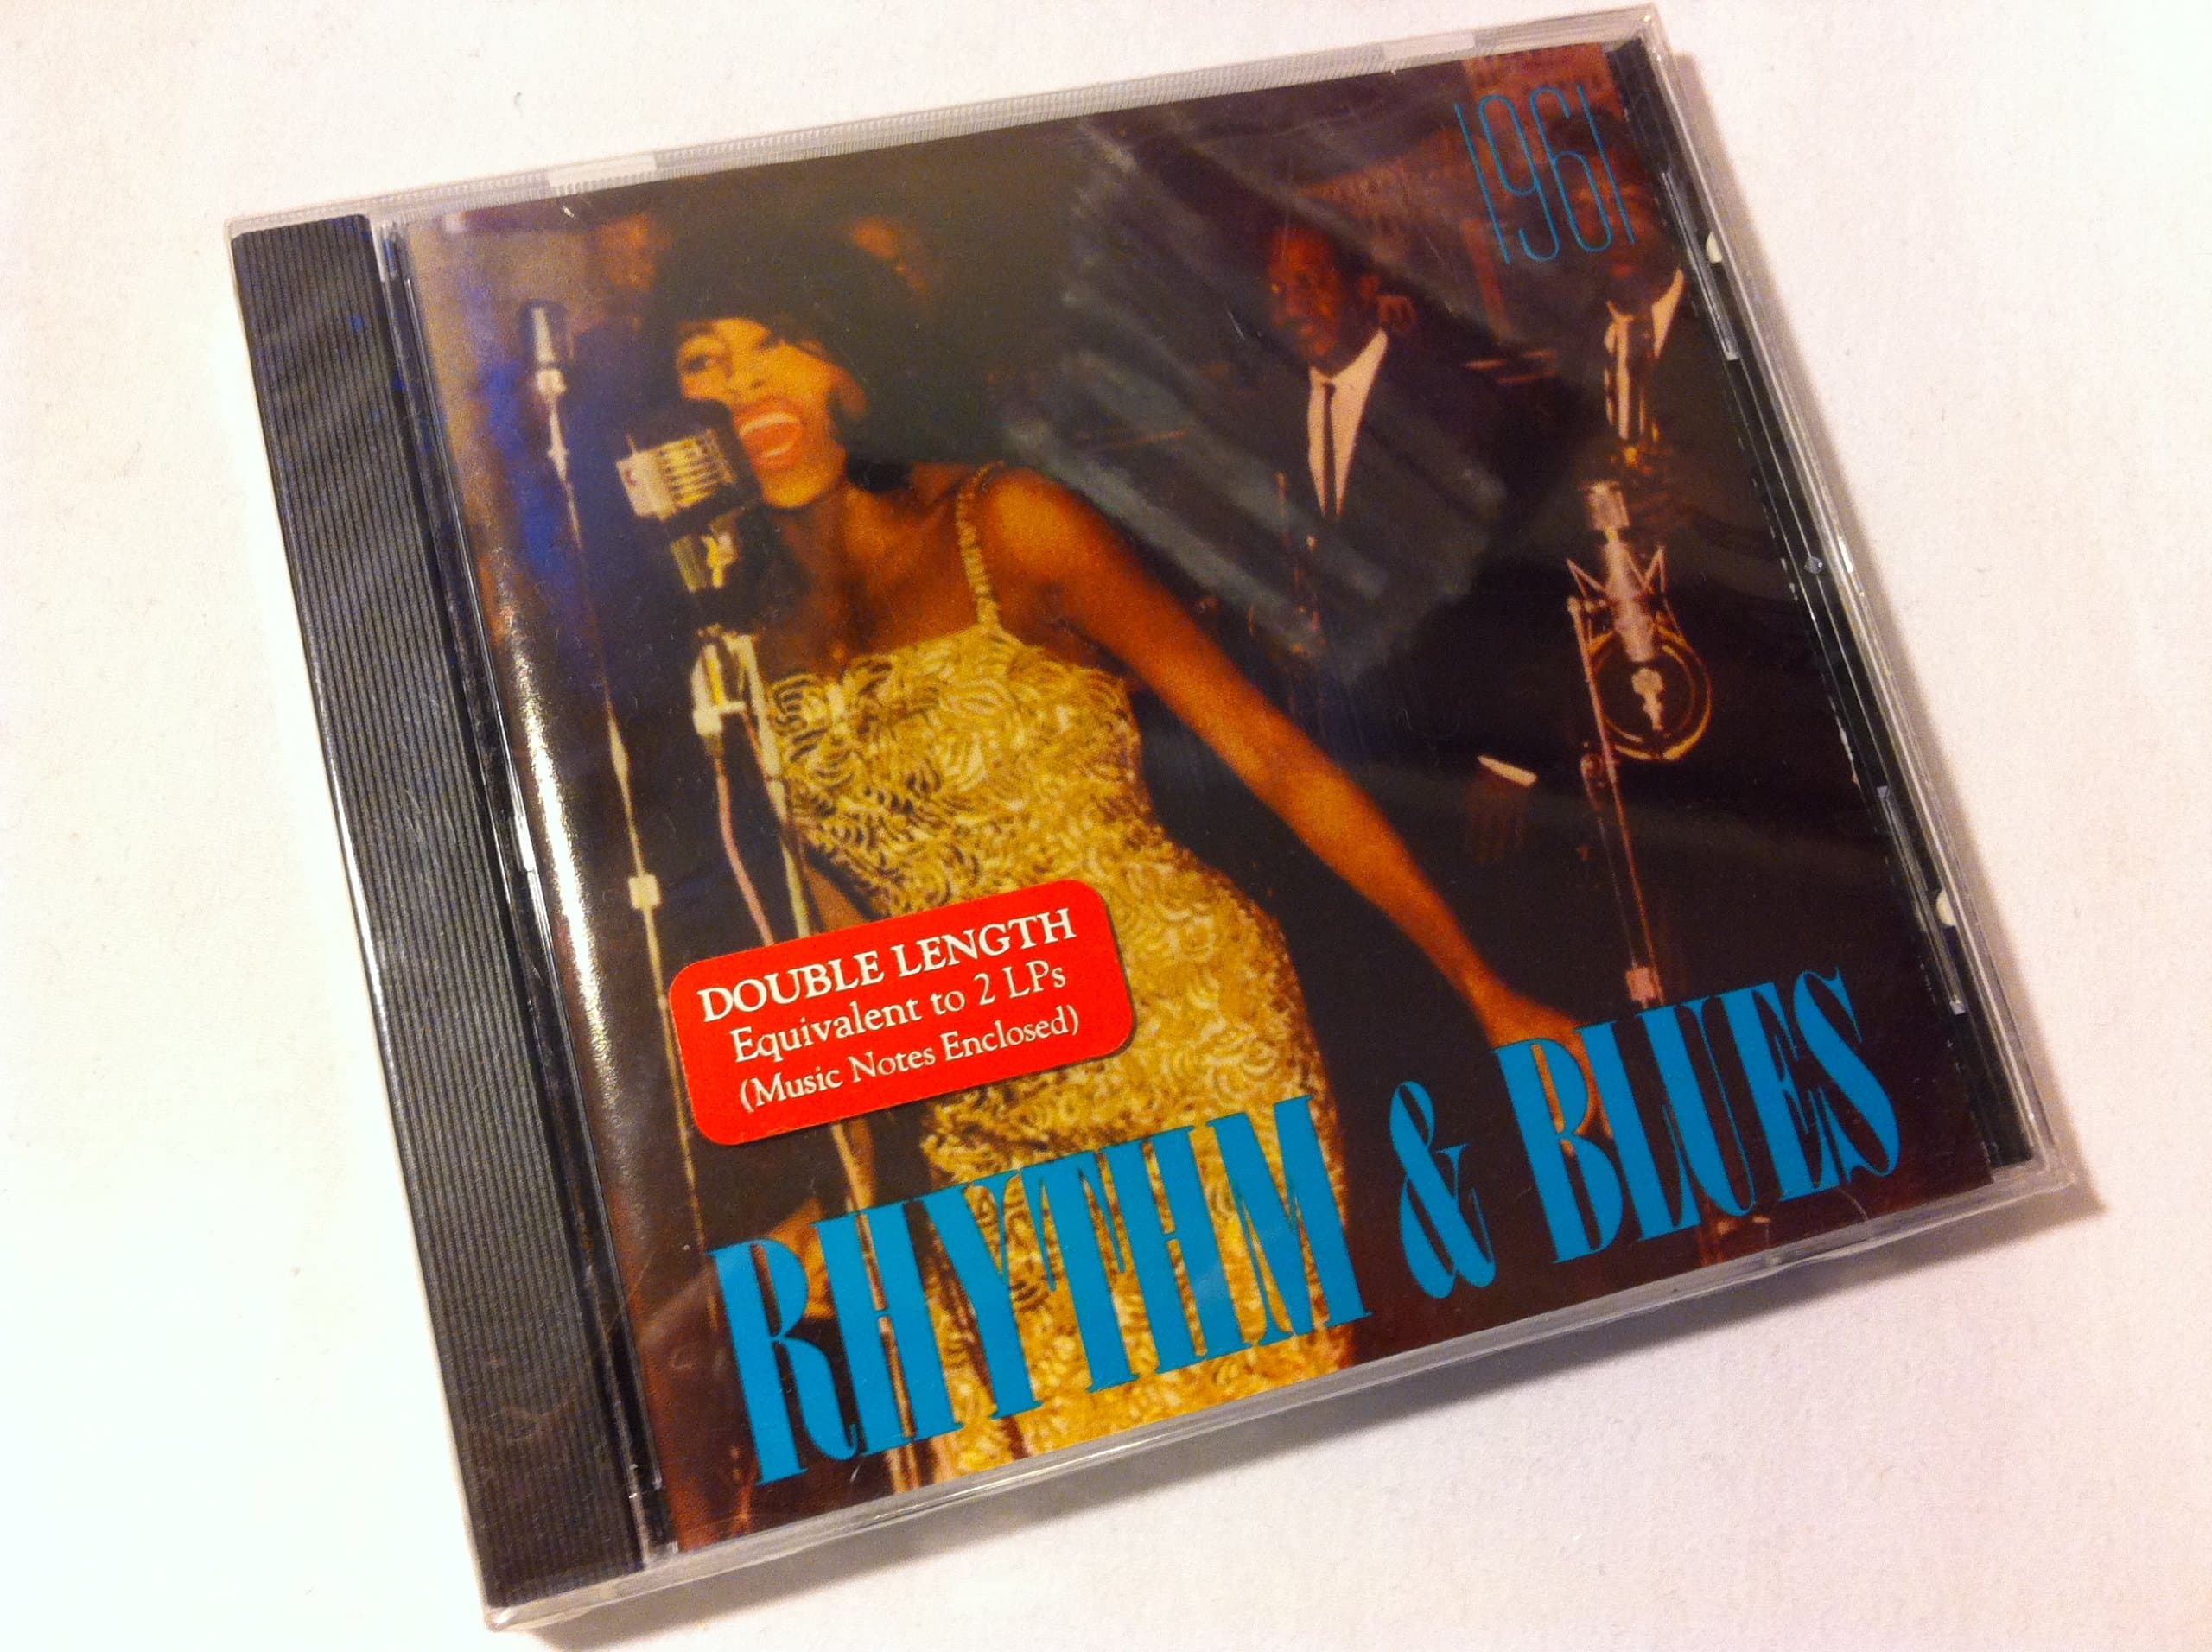 1961
DOUBLE LENGTH
Equivalent to 2 LPs
(Music Notes Enclosed)
RHYTHM & BLUES